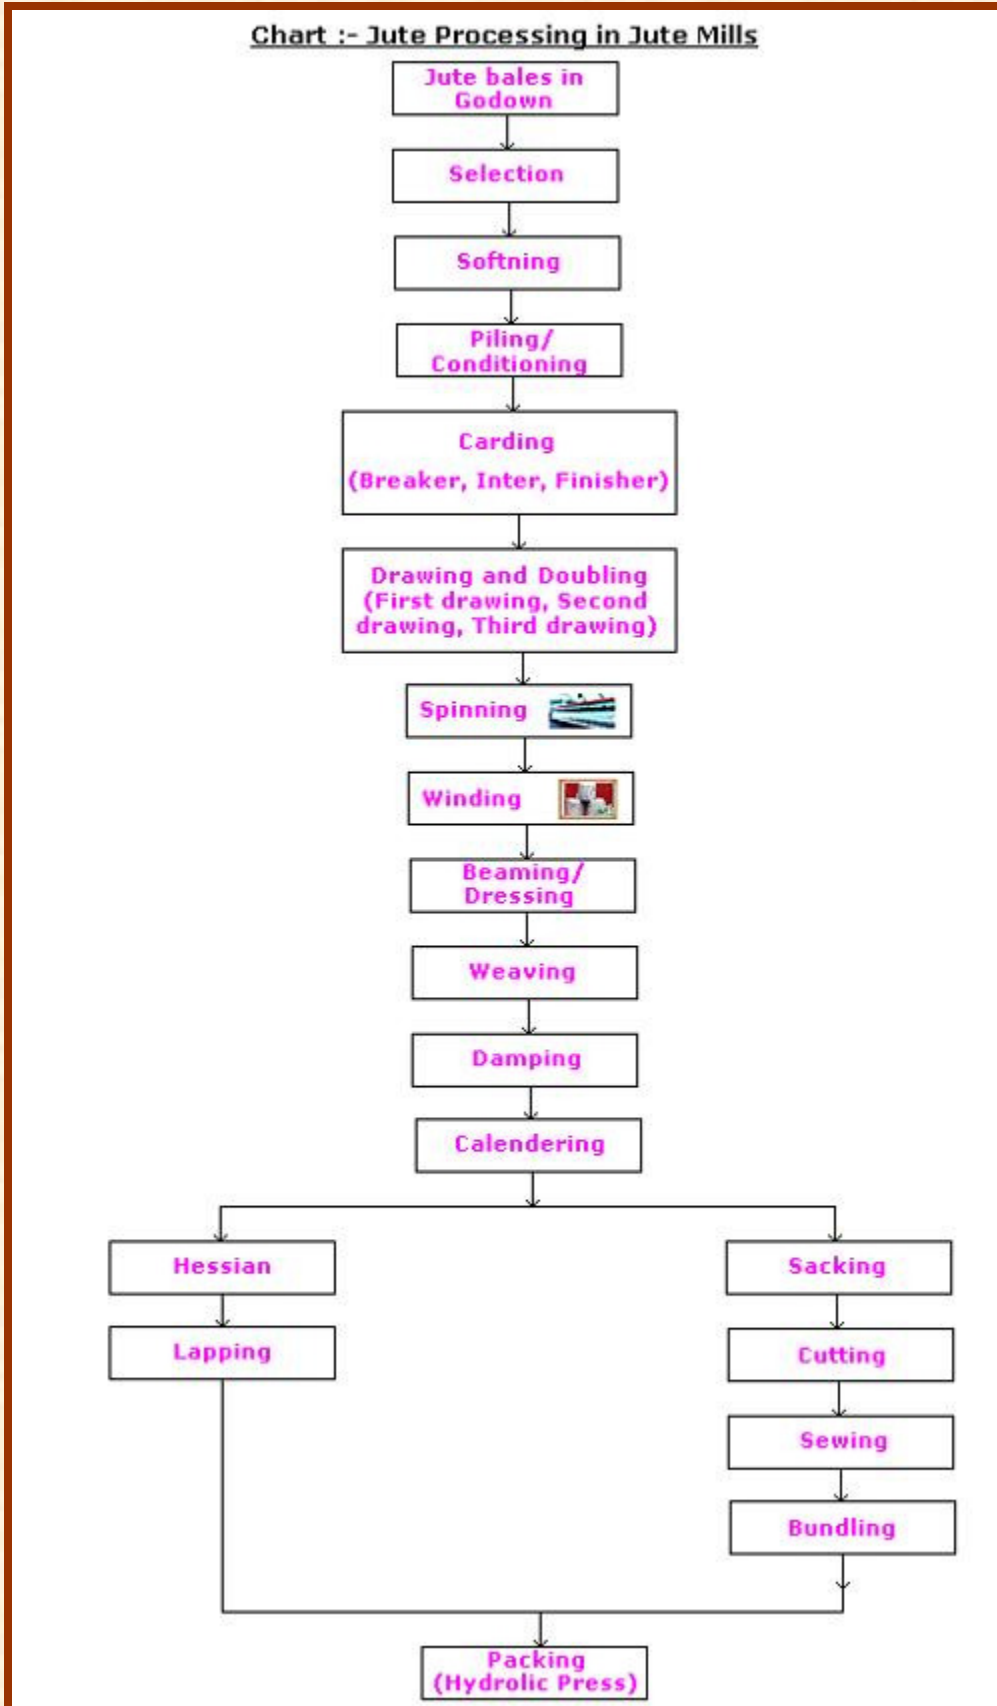 Chart :- Jute Processing in Jute Mills
Jute bales in
Godown
Selection
Softning
Piling/
Conditioning
Carding
(Breaker, Inter, Finisher)
Drawing and Doubling
(First drawing, Second
drawing, Third drawing)
Spinning
Winding
Beaming/
Dressing
Weaving
Damping
Calendering
Hessian
Sacking
Lapping
Cutting
Sewing
Bundling
Packing
(Hydrolic Press)